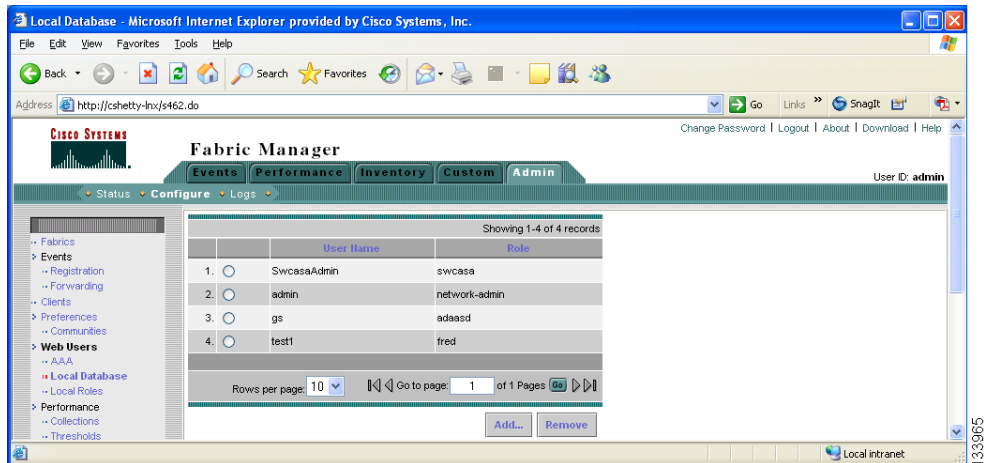 Local Database - Microsoft Internet Explorer provided by Cisco Systems, Inc.
File Edit View Favorites Tools Help
Back Search Favorites
Address http://cshetty-lnx/s462.do Go Links » SnagIt
Change Password | Logout | About | Download | Help
CISCO SYSTEMS
Fabric Manager
Events Performance Inventory Custom Admin
User ID: admin
Status Configure Logs
Fabrics
Events
Registration
Forwarding
Clients
Preferences
Communities
Web Users
AAA
Local Database
Local Roles
Performance
Collections
Thresholds
Showing 1-4 of 4 records
User Name Role
1. SwcasaAdmin swcasa
2. admin network-admin
3. gs adaasd
4. test1 fred
Rows per page: 10 Go to page: 1 of 1 Pages Go
Add... Remove
Local intranet
133965